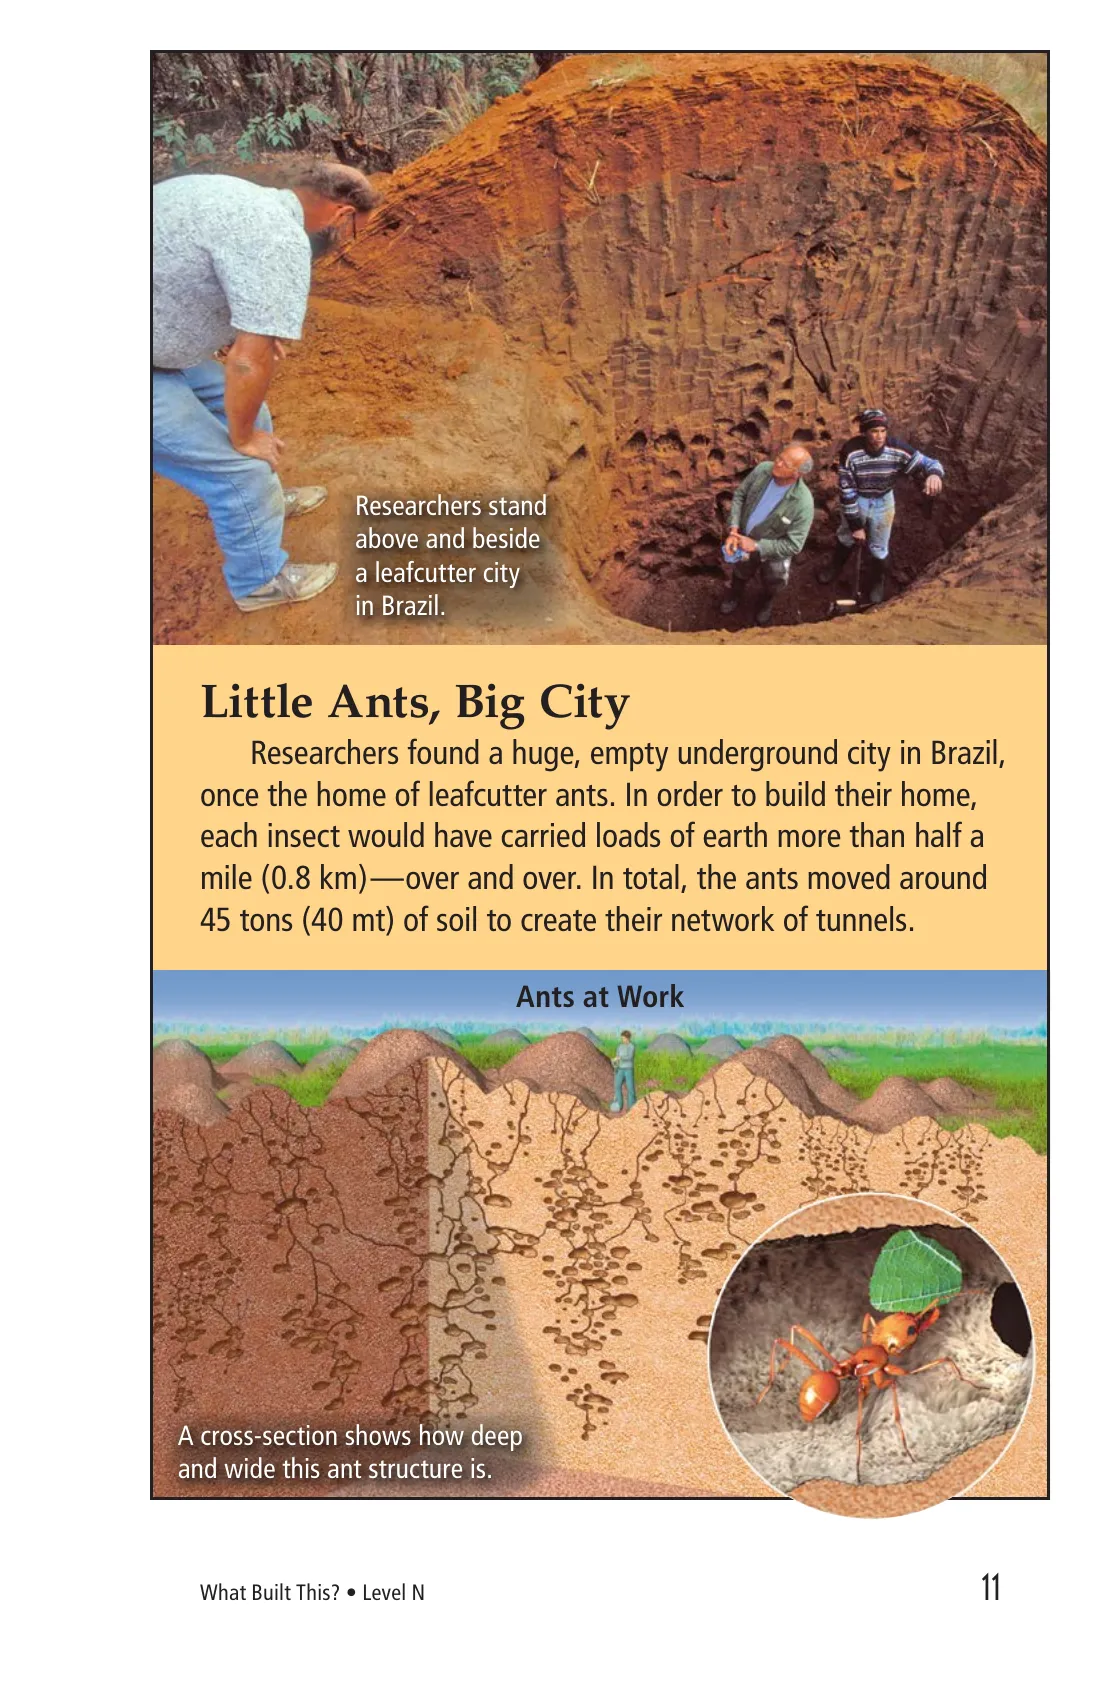 Researchers stand
above and beside
a leafcutter city
in Brazil.
Little Ants, Big City
Researchers found a huge, empty underground city in Brazil,
once the home of leafcutter ants. In order to build their home,
each insect would have carried loads of earth more than half a
mile (0.8 km)—over and over. In total, the ants moved around
45 tons (40 mt) of soil to create their network of tunnels.
Ants at Work
A cross-section shows how deep
and wide this ant structure is.
What Built This? • Level N
11